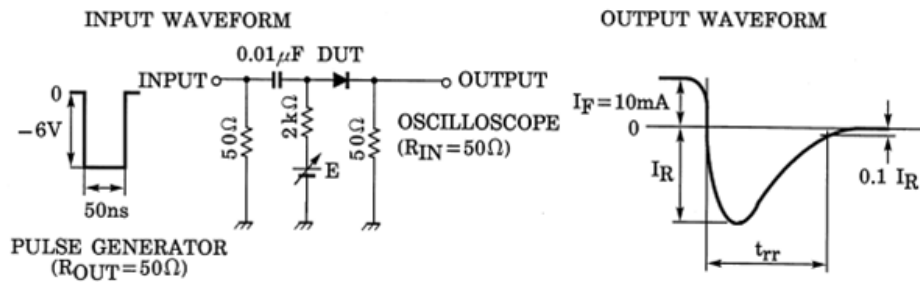 INPUT WAVEFORM
0
-6V
50ns
PULSE GENERATOR
(ROUT=50Ω)
INPUT
0.01μF DUT
50Ω
2kΩ
E
50Ω
OUTPUT
OSCILLOSCOPE
(RIN=50Ω)
OUTPUT WAVEFORM
IF=10mA
0
IR
0.1 IR
trr